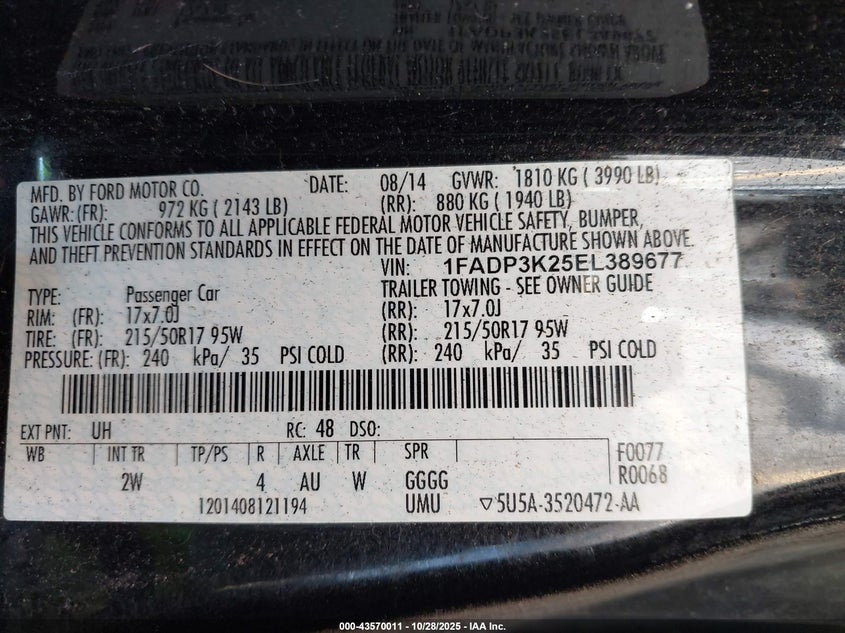 MFD. BY FORD MOTOR CO. DATE: 08/14 GVWR: 1810 KG ( 3990 LB)
GAWR: (FR): 972 KG ( 2143 LB) (RR): 880 KG ( 1940 LB)
THIS VEHICLE CONFORMS TO ALL APPLICABLE FEDERAL MOTOR VEHICLE SAFETY, BUMPER,
AND THEFT PREVENTION STANDARDS IN EFFECT ON THE DATE OF MANUFACTURE SHOWN ABOVE.
VIN: 1FADP3K25EL389677
TYPE: Passenger Car TRAILER TOWING - SEE OWNER GUIDE
RIM: (FR): 17x7.0J (RR): 17x7.0J
TIRE: (FR): 215/50R17 95W (RR): 215/50R17 95W
PRESSURE: (FR): 240 kPa/ 35 PSI COLD (RR): 240 kPa/ 35 PSI COLD
EXT PNT: UH RC: 48 DSO:
WB INT TR TP/PS R AXLE TR SPR F0077
2W 4 AU W GGGG R0068
1201408121194 UMU ▽5U5A-3520472-AA
000-43570011 - 10/28/2025 - IAA Inc.